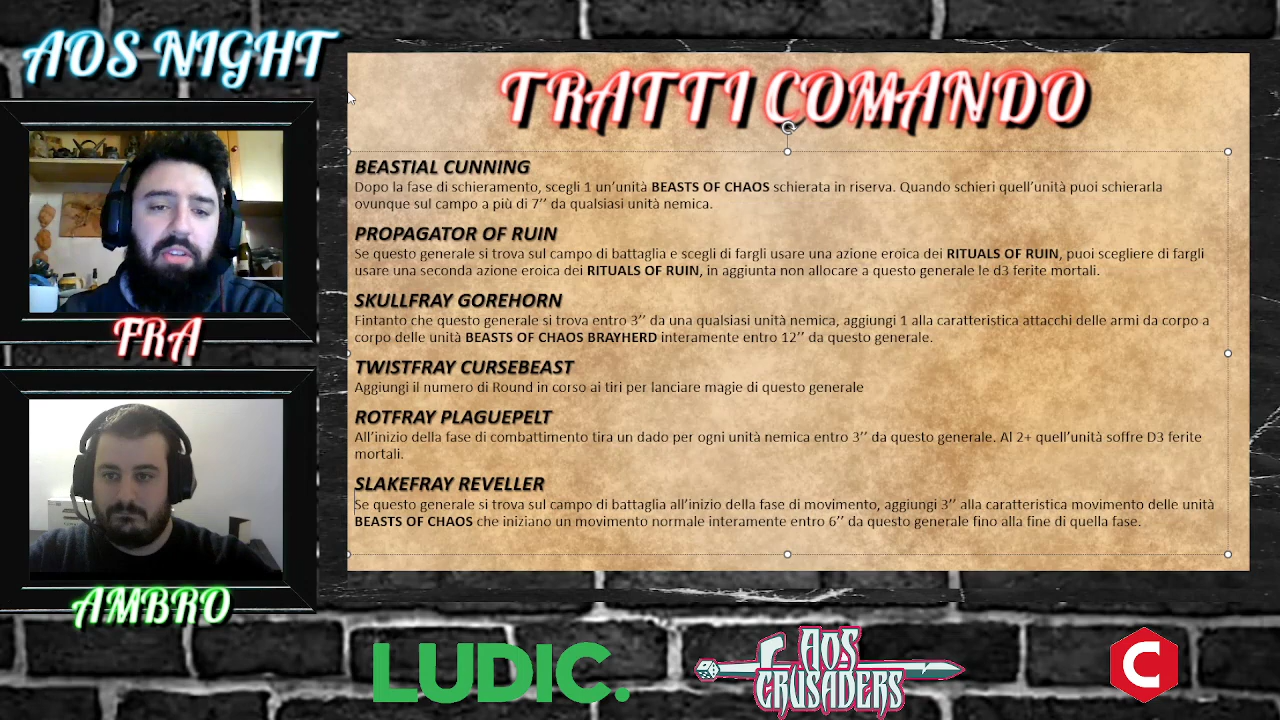 AOS NIGHT
FRA
AMBRO
TRATTI COMANDO
BEASTIAL CUNNING
Dopo la fase di schieramento, scegli 1 un'unità BEASTS OF CHAOS schierata in riserva. Quando schieri quell'unità puoi schierarla
ovunque sul campo a più di 7’’ da qualsiasi unità nemica.
PROPAGATOR OF RUIN
Se questo generale si trova sul campo di battaglia e scegli di fargli usare una azione eroica dei RITUALS OF RUIN, puoi scegliere di fargli
usare una seconda azione eroica dei RITUALS OF RUIN, in aggiunta non allocare a questo generale le d3 ferite mortali.
SKULLFRAY GOREHORN
Fintanto che questo generale si trova entro 3’’ da una qualsiasi unità nemica, aggiungi 1 alla caratteristica attacchi delle armi da corpo a
corpo delle unità BEASTS OF CHAOS BRAYHERD interamente entro 12’’ da questo generale.
TWISTFRAY CURSEBEAST
Aggiungi il numero di Round in corso ai tiri per lanciare magie di questo generale
ROTFRAY PLAGUEPELT
All’inizio della fase di combattimento tira un dado per ogni unità nemica entro 3’’ da questo generale. Al 2+ quell’unità soffre D3 ferite
mortali.
SLAKEFRAY REVELLER
Se questo generale si trova sul campo di battaglia all’inizio della fase di movimento, aggiungi 3’’ alla caratteristica movimento delle unità
BEASTS OF CHAOS che iniziano un movimento normale interamente entro 6’’ da questo generale fino alla fine di quella fase.
LUDIC.
AOS
CRUSADERS
C